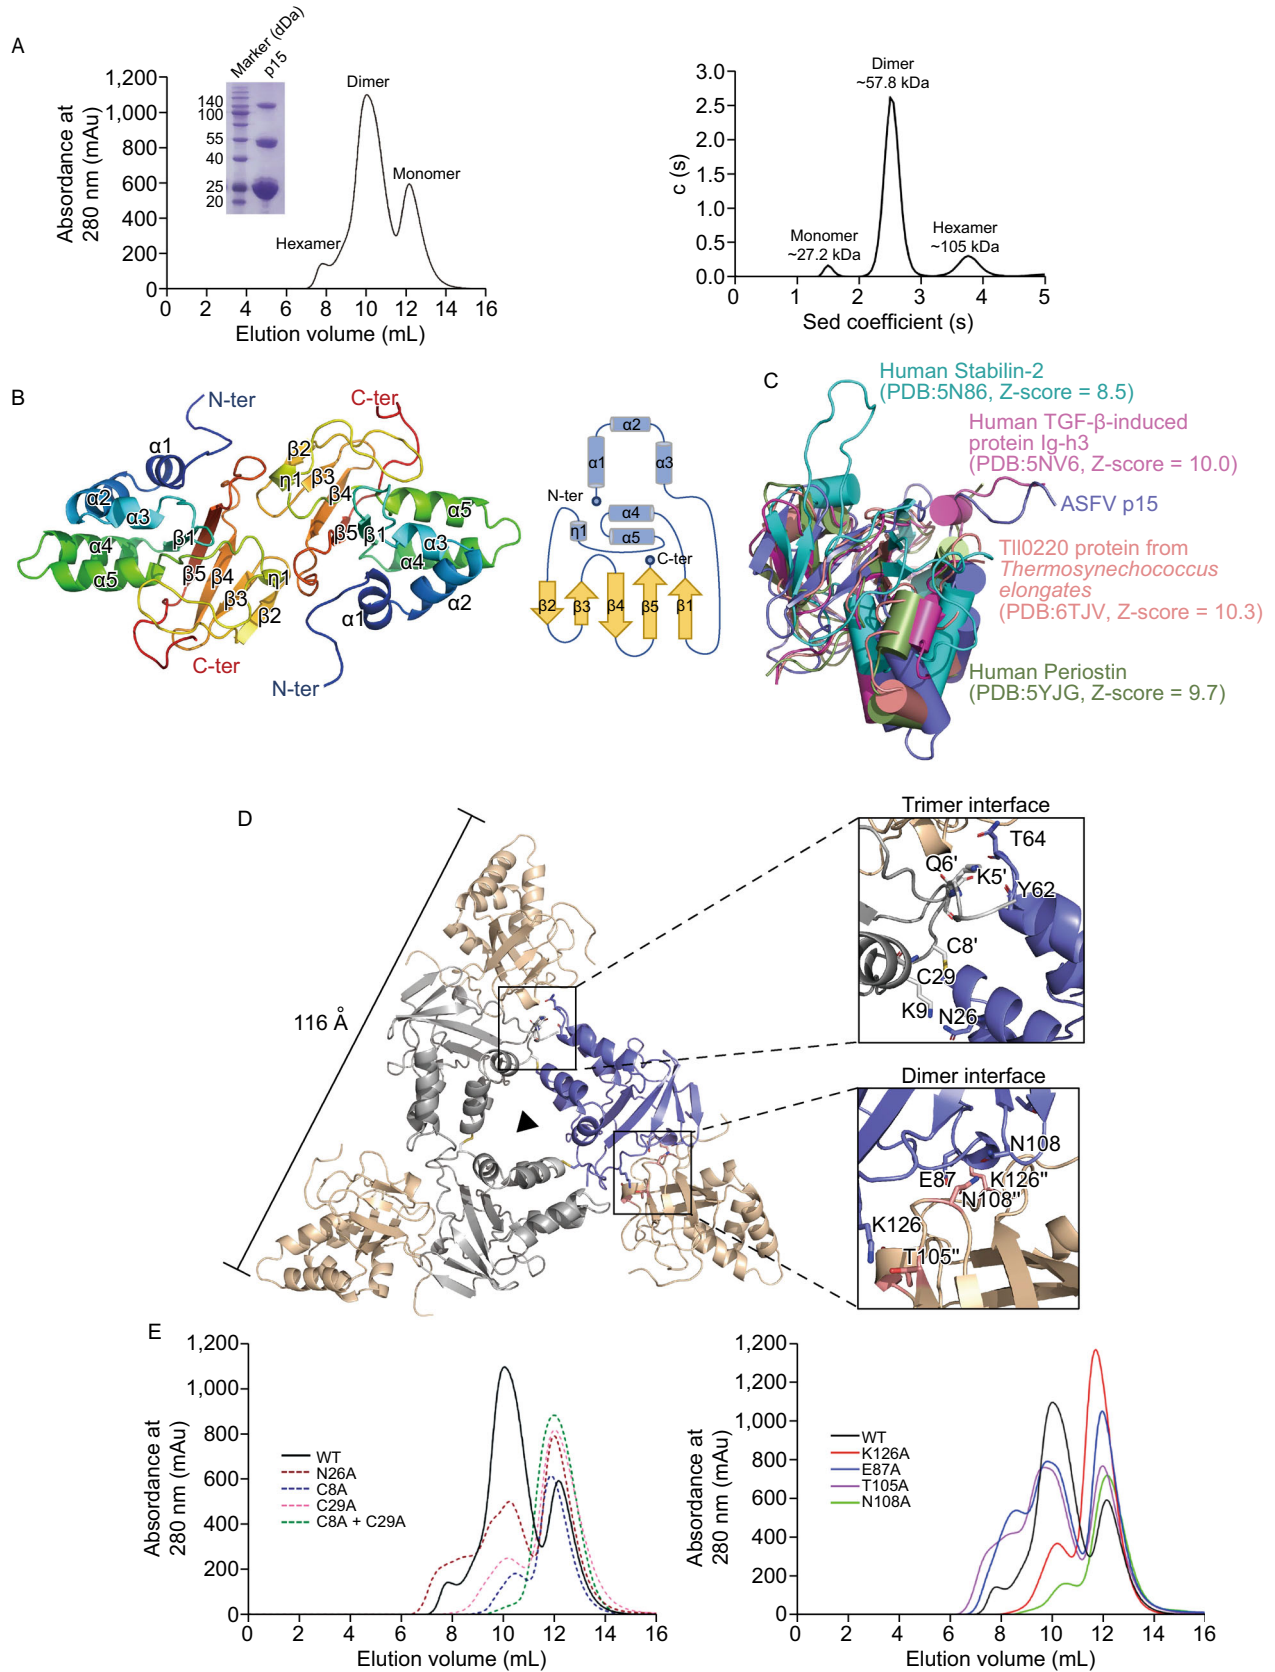 A
Absordance at
280 nm (mAu)
1,200
1,000
800
600
400
200
0
0 2 4 6 8 10 12 14 16
Elution volume (mL)
Marker (dDa)
p15
140
100
55
40
25
20
Hexamer
Dimer
Monomer
c (s)
3.0
2.5
2.0
1.5
1.0
0.5
0.0
0 1 2 3 4 5
Sed coefficient (s)
Monomer
~27.2 kDa
Dimer
~57.8 kDa
Hexamer
~105 kDa
B
N-ter
C-ter
α1
α2
α3
α4
α5
β1
β5
β4
β3
β2
η1
β2
η1
β3
β4
β5
β1
α5
α3
α4
α2
α1
C-ter
N-ter
α2
α1
α3
N-ter
α4
η1
α5
C-ter
β2
β3
β4
β5
β1
C
Human Stabilin-2
(PDB:5N86, Z-score = 8.5)
Human TGF-β-induced
protein Ig-h3
(PDB:5NV6, Z-score = 10.0)
ASFV p15
Tll0220 protein from
Thermosynechococcus
elongates
(PDB:6TJV, Z-score = 10.3)
Human Periostin
(PDB:5YJG, Z-score = 9.7)
D
116 Å
Trimer interface
T64
Q6'
K5'
Y62
C8'
C29
K9
N26
Dimer interface
N108
E87
K126"
N108"
K126
T105"
E
Absordance at
280 nm (mAu)
1,200
1,000
800
600
400
200
0
0 2 4 6 8 10 12 14 16
Elution volume (mL)
WT
N26A
C8A
C29A
C8A + C29A
Absordance at
280 nm (mAu)
1,200
1,200
1,000
800
600
400
200
0
0 2 4 6 8 10 12 14 16
Elution volume (mL)
WT
K126A
E87A
T105A
N108A